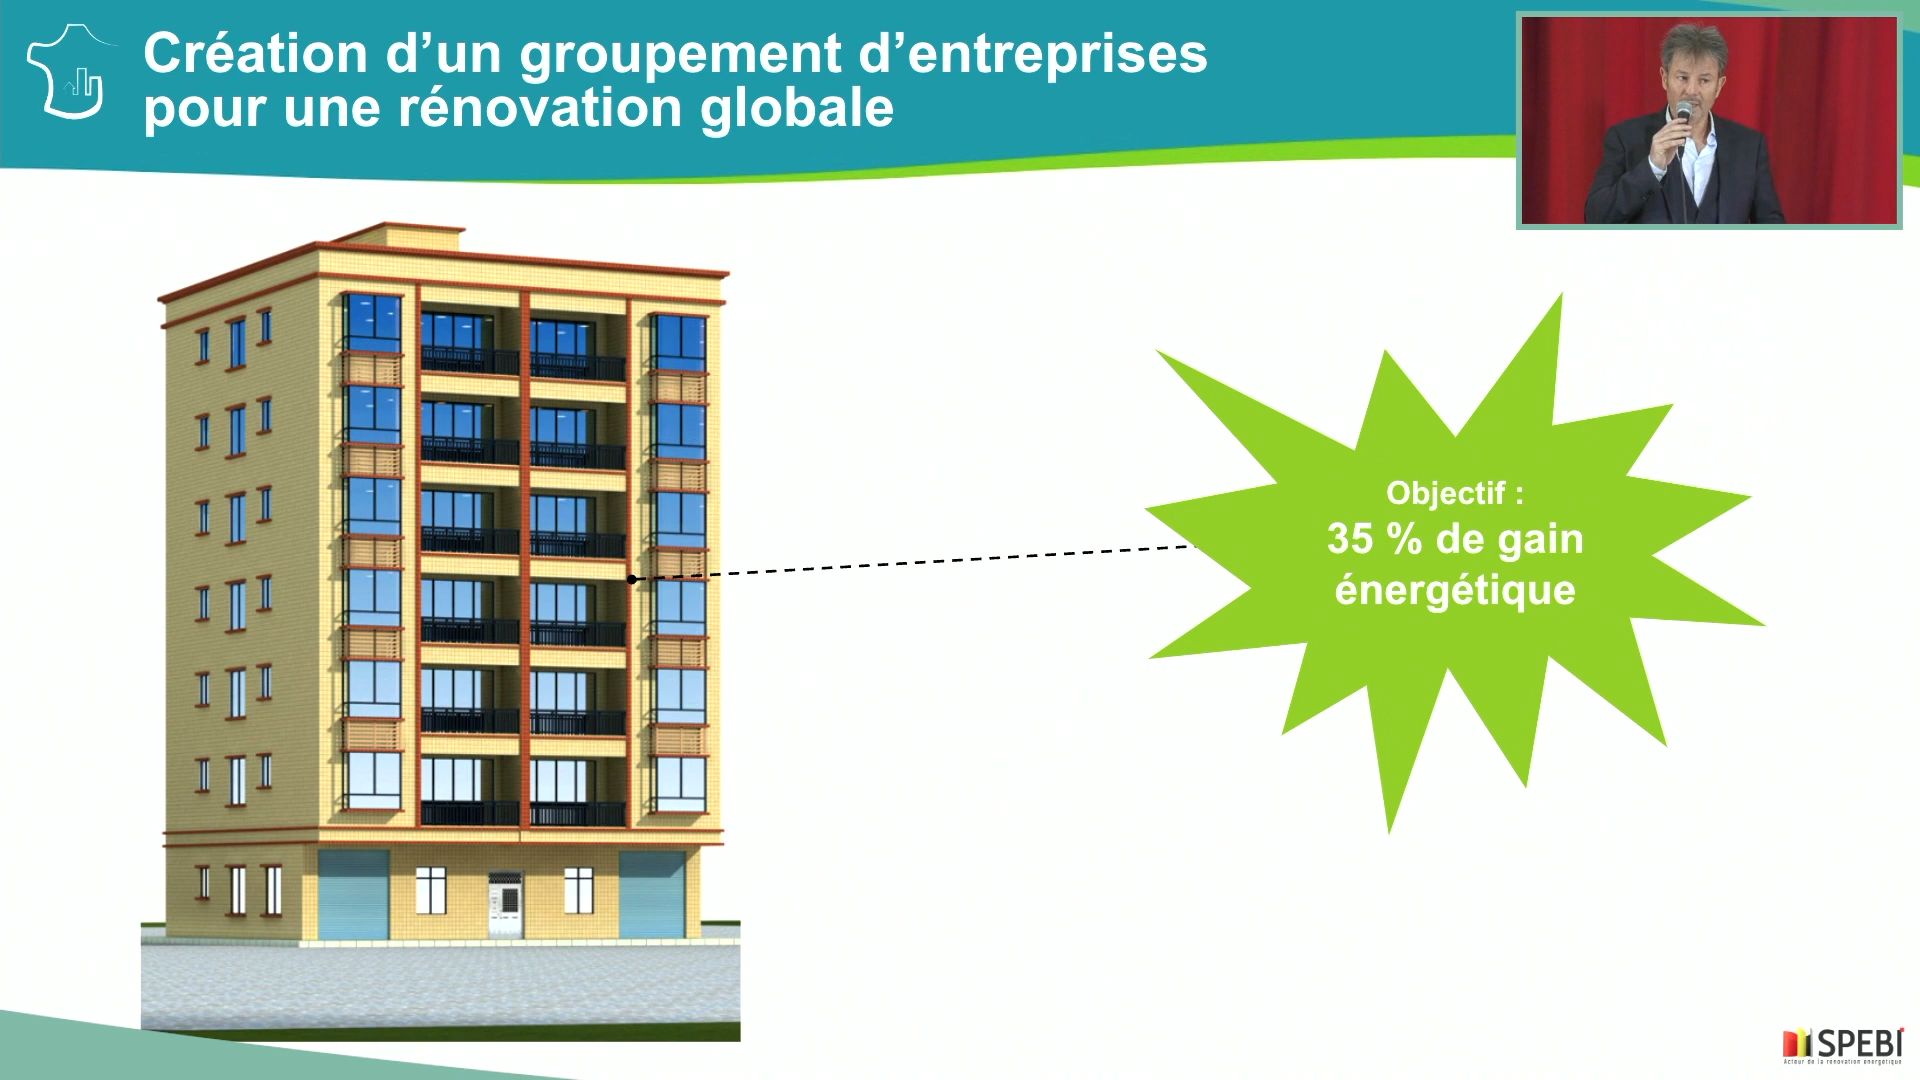 Création d’un groupement d’entreprises
pour une rénovation globale
Objectif :
35 % de gain
énergétique
SPEBI
Acteur de la rénovation énergétique